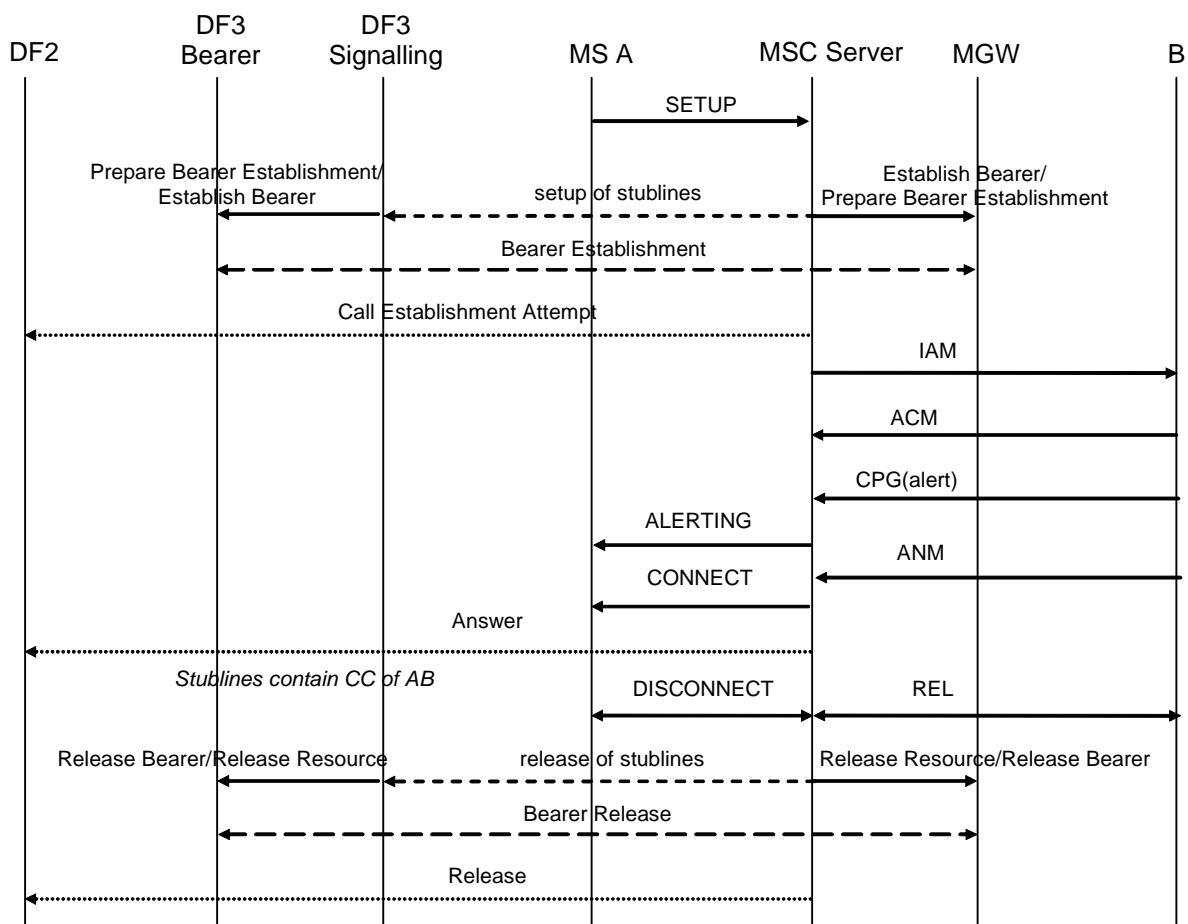 DF2
DF3
Bearer
DF3
Signalling
MS A
MSC Server
MGW
B
SETUP
Prepare Bearer Establishment/
Establish Bearer
setup of stublines
Establish Bearer/
Prepare Bearer Establishment
Bearer Establishment
Call Establishment Attempt
IAM
ACM
CPG(alert)
ALERTING
ANM
CONNECT
Answer
Stublines contain CC of AB
DISCONNECT
REL
Release Bearer/Release Resource
release of stublines
Release Resource/Release Bearer
Bearer Release
Release